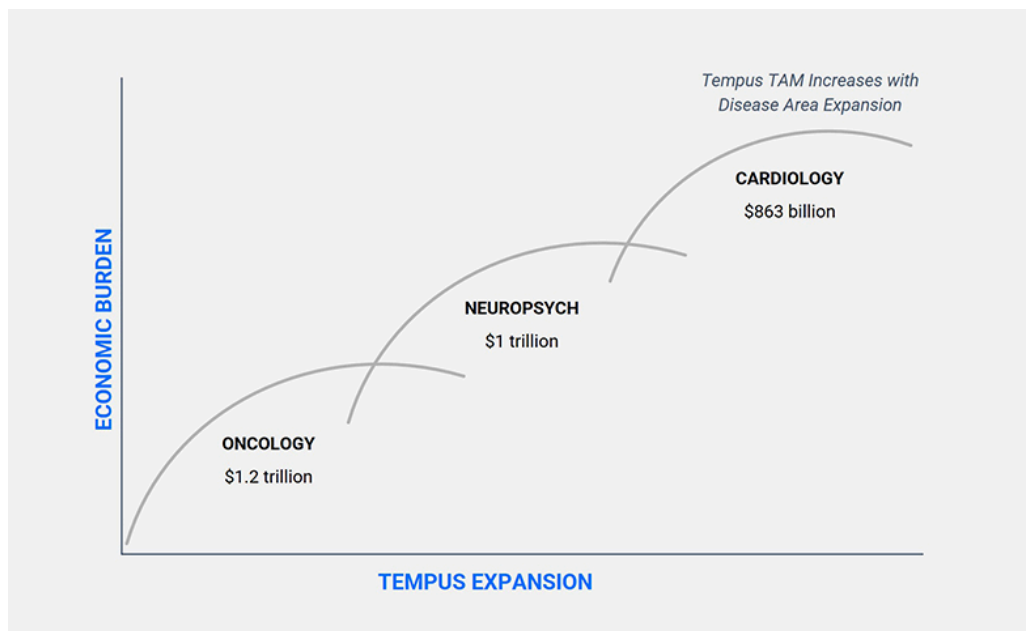 Tempus TAM Increases with
Disease Area Expansion
CARDIOLOGY
$863 billion
NEUROPSYCH
$1 trillion
ONCOLOGY
$1.2 trillion
ECONOMIC BURDEN
TEMPUS EXPANSION